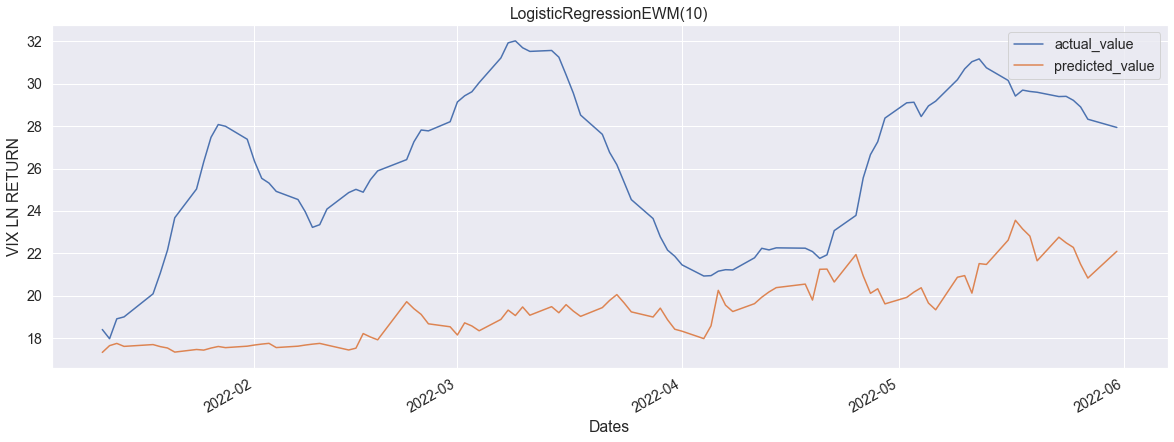 LogisticRegressionEWM(10)
actual_value
predicted_value
VIX LN RETURN
32
30
28
26
24
22
20
18
2022-02
2022-03
2022-04
2022-05
2022-06
Dates